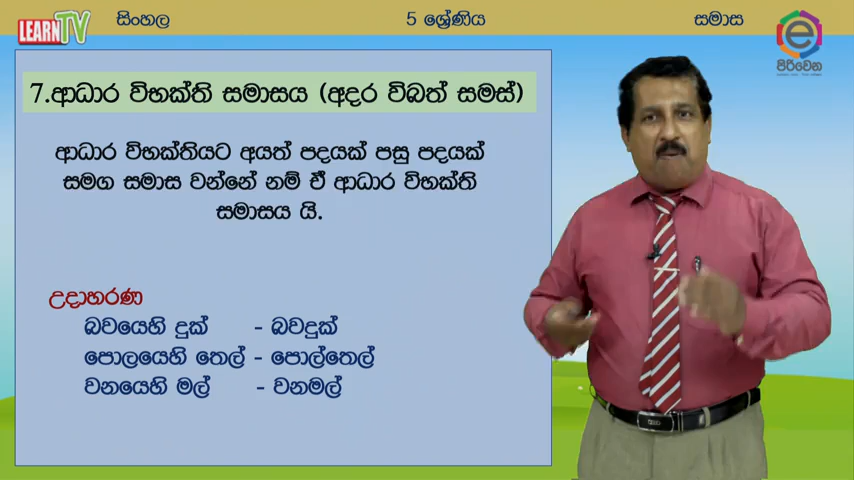 LEARN TV
සිංහල
5 ශ්‍රේණිය
සමාස
e
පිරිවෙන
7.ආධාර විභක්ති සමාසය (අදර විබත් සමස්)
ආධාර විභක්තියට අයත් පදයක් පසු පදයක්
සමග සමාස වන්නේ නම් ඒ ආධාර විභක්ති
සමාසය යි.
උදාහරණ
බවයෙහි දුක් - බවදුක්
පොලයෙහි තෙල් - පොල්තෙල්
වනයෙහි මල් - වනමල්